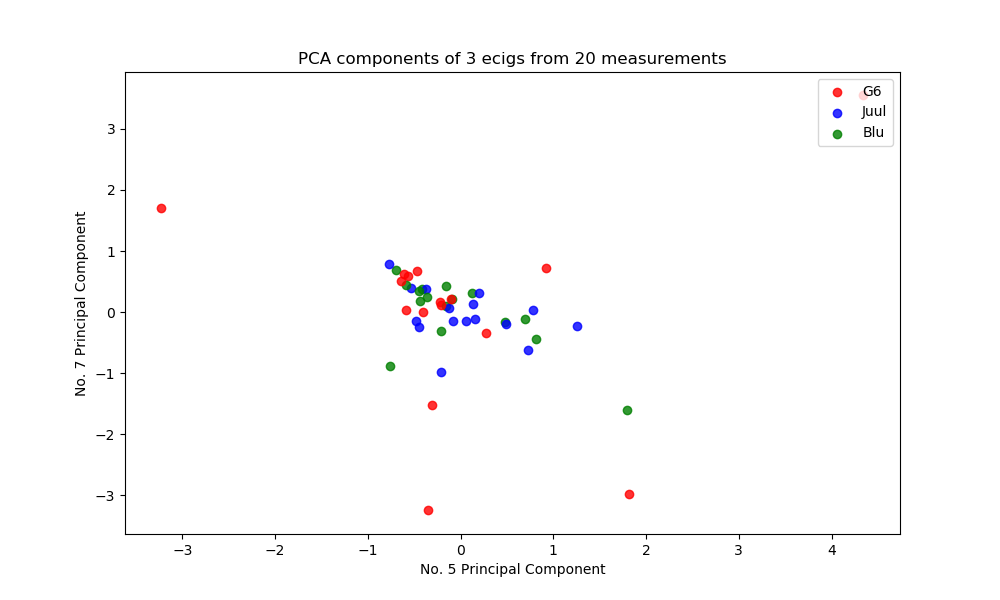 PCA components of 3 ecigs from 20 measurements
G6
Juul
Blu
3
2
1
0
−1
−2
−3
No. 7 Principal Component
−3 −2 −1 0 1 2 3 4
No. 5 Principal Component